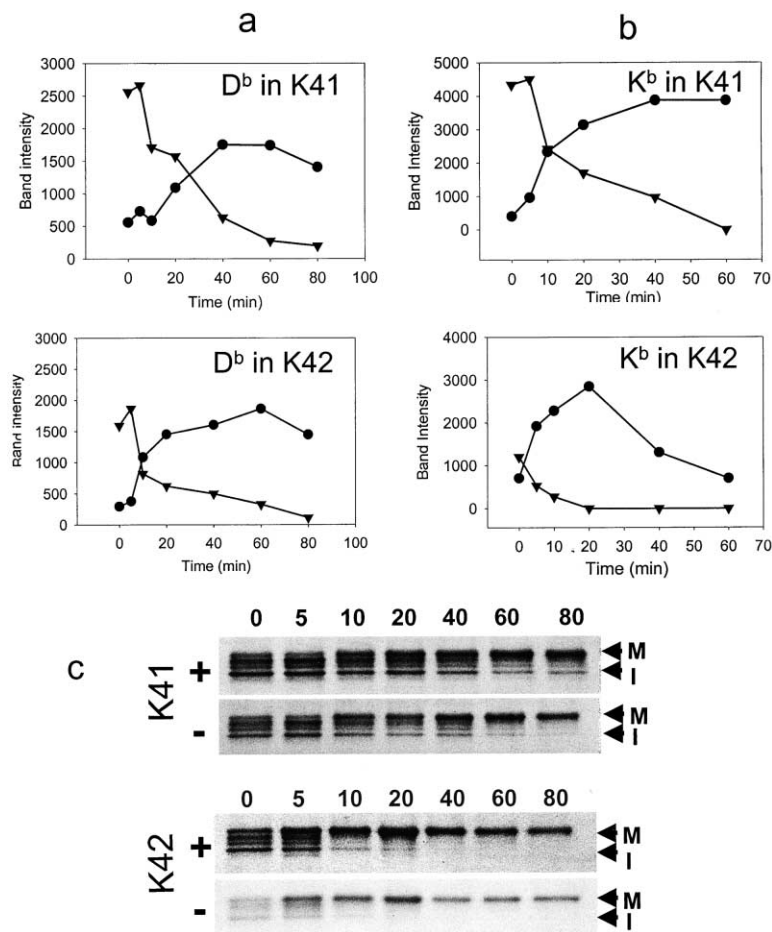 a
b
D^b in K41
3000
2500
2000
1500
1000
500
0
Band intensity
0 20 40 60 80 100
Time (min)
K^b in K41
5000
4000
3000
2000
1000
0
Band intensity
0 10 20 30 40 50 60 70
Time (min)
D^b in K42
3000
2500
2000
1500
1000
500
0
Band intensity
0 20 40 60 80 100
Time (min)
K^b in K42
4000
3000
2000
1000
0
Band Intensity
0 10 20 30 40 50 60 70
Time (min)
c
0 5 10 20 40 60 80
K41
+
M
I
-
M
I
0 5 10 20 40 60 80
K42
+
M
I
-
M
I